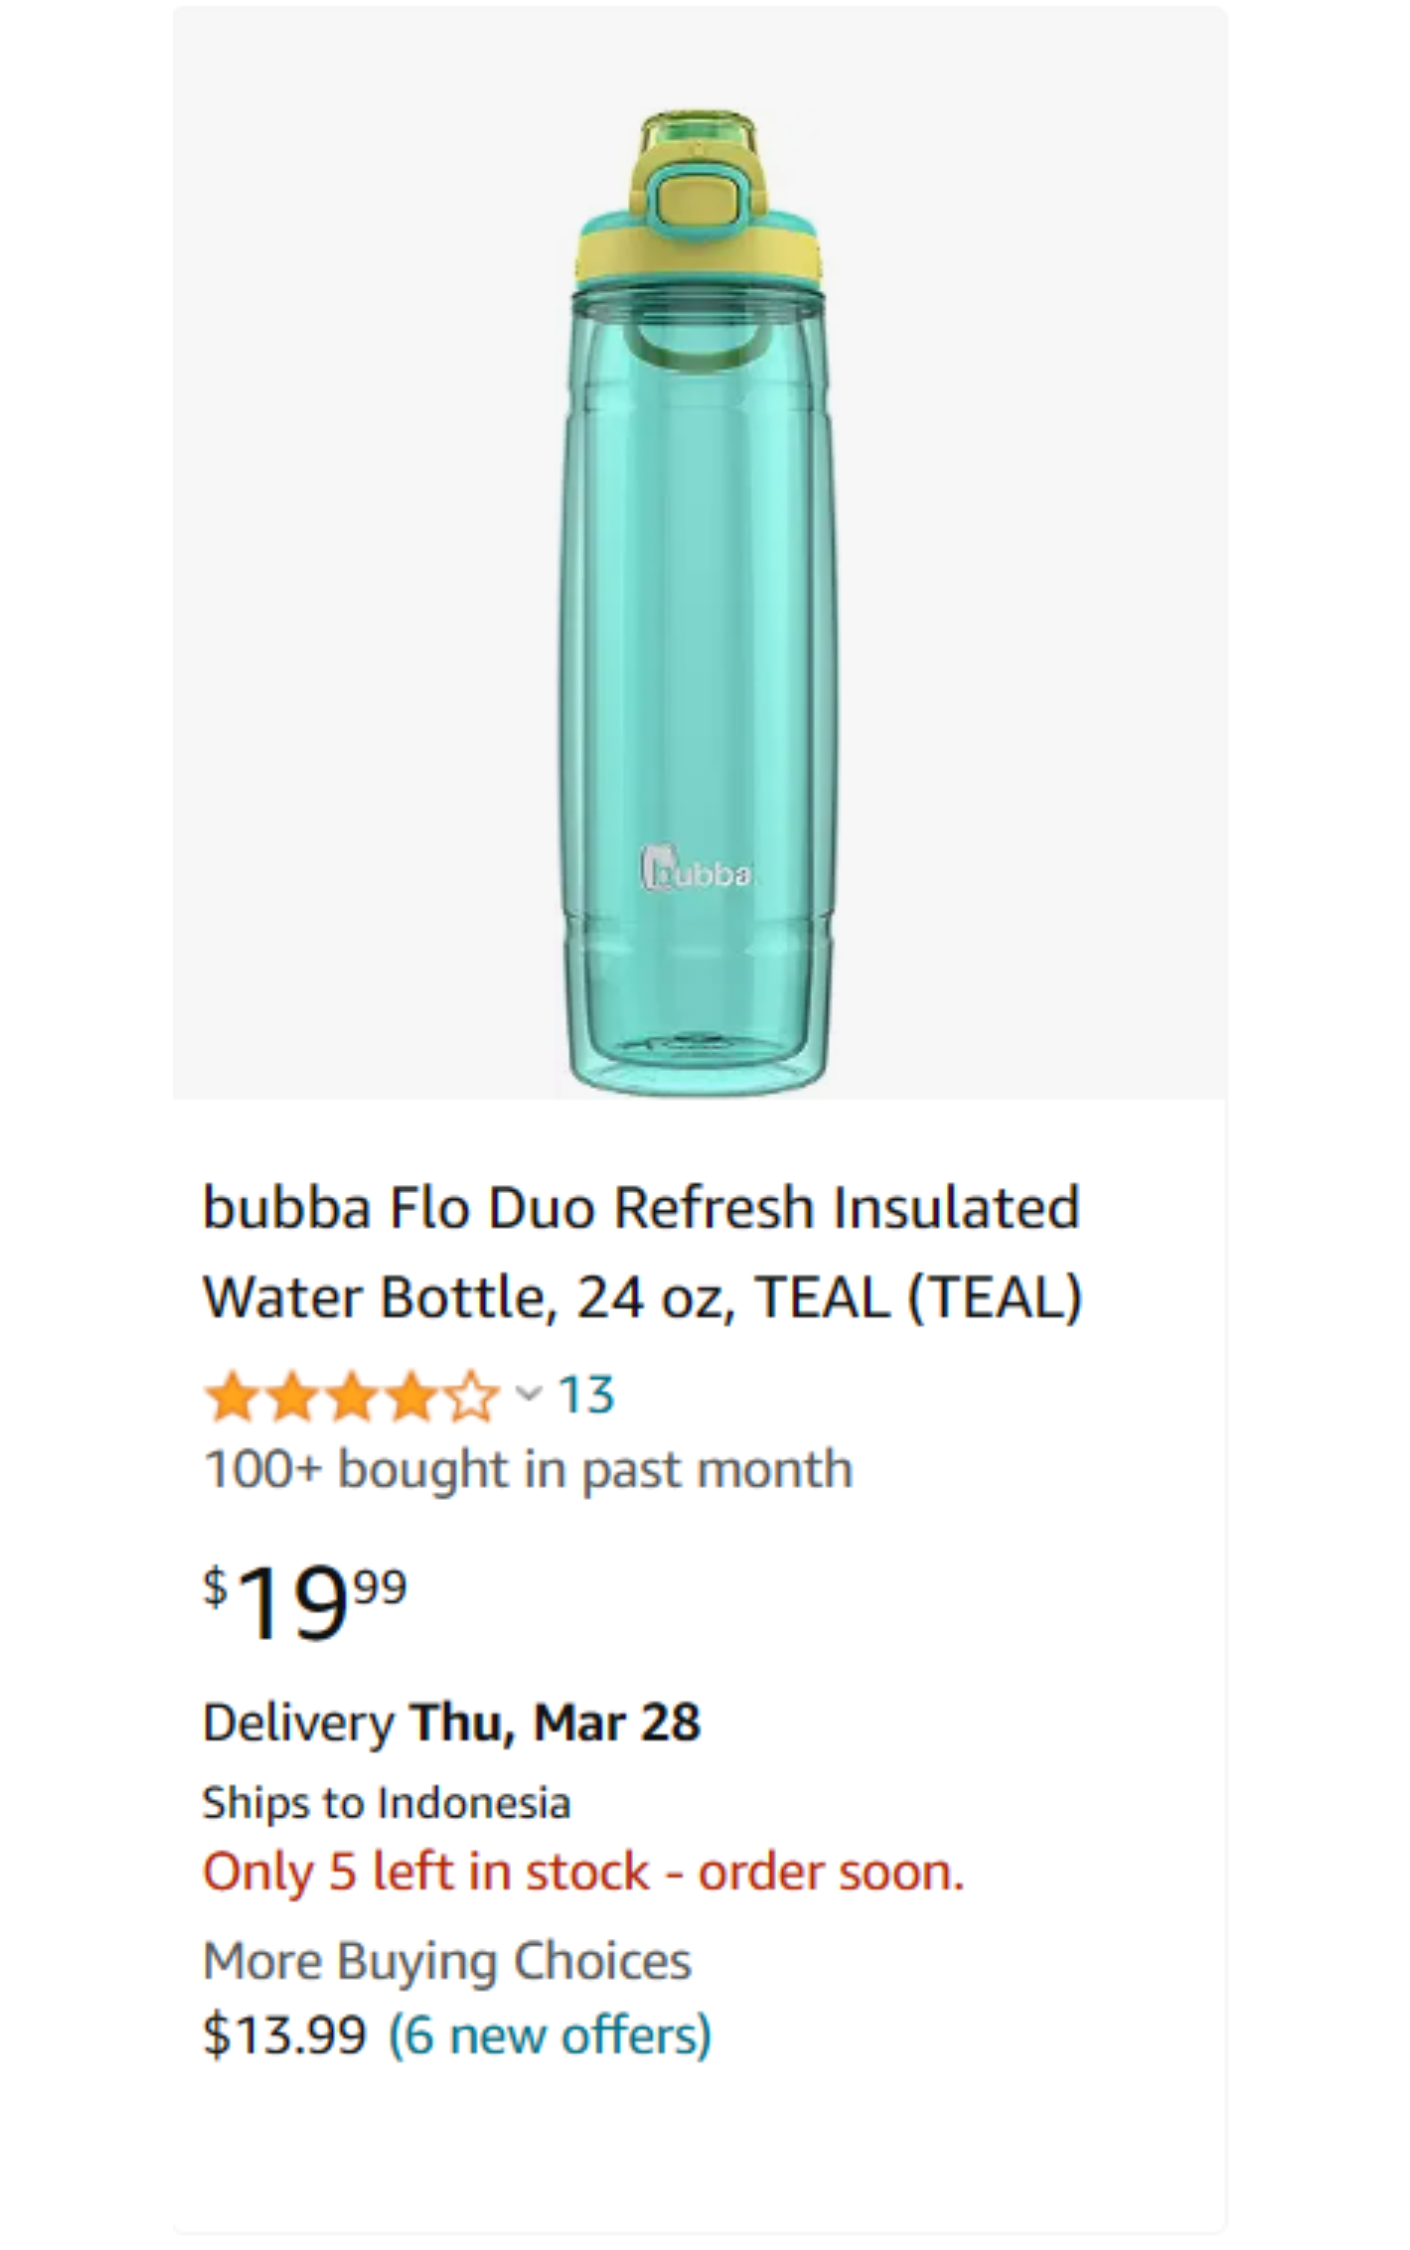 bubba
bubba Flo Duo Refresh Insulated
Water Bottle, 24 oz, TEAL (TEAL)
13
100+ bought in past month
$1999
Delivery Thu, Mar 28
Ships to Indonesia
Only 5 left in stock - order soon.
More Buying Choices
$13.99 (6 new offers)